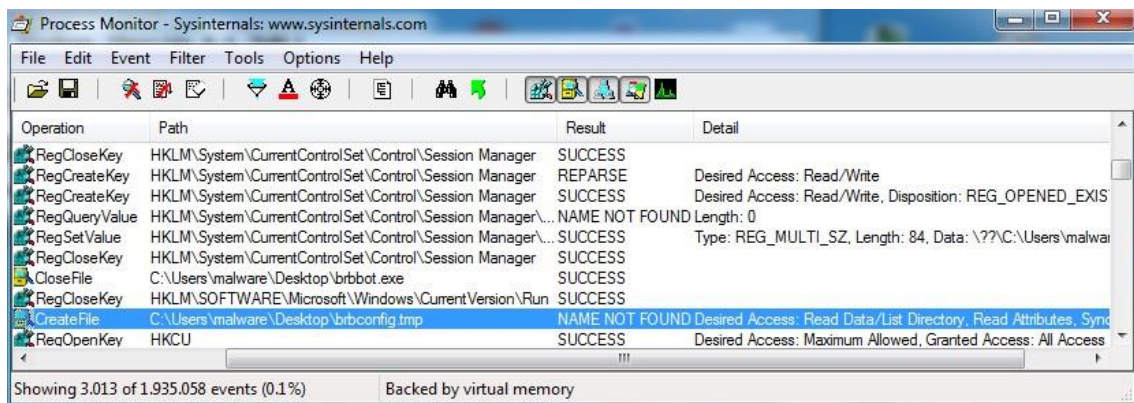 Process Monitor - Sysinternals: www.sysinternals.com
File Edit Event Filter Tools Options Help
Operation Path Result Detail
RegCloseKey HKLM\System\CurrentControlSet\Control\Session Manager SUCCESS
RegCreateKey HKLM\System\CurrentControlSet\Control\Session Manager REPARSE Desired Access: Read/Write
RegCreateKey HKLM\System\CurrentControlSet\Control\Session Manager SUCCESS Desired Access: Read/Write, Disposition: REG_OPENED_EXIS
RegQueryValue HKLM\System\CurrentControlSet\Control\Session Manager\... NAME NOT FOUND Length: 0
RegSetValue HKLM\System\CurrentControlSet\Control\Session Manager\... SUCCESS Type: REG_MULTI_SZ, Length: 84, Data: \??\C:\Users\malwar
RegCloseKey HKLM\System\CurrentControlSet\Control\Session Manager SUCCESS
CloseFile C:\Users\malware\Desktop\brbbot.exe SUCCESS
RegCloseKey HKLM\SOFTWARE\Microsoft\Windows\CurrentVersion\Run SUCCESS
CreateFile C:\Users\malware\Desktop\brbconfig.tmp NAME NOT FOUND Desired Access: Read Data/List Directory, Read Attributes, Sync
RegOpenKey HKCU SUCCESS Desired Access: Maximum Allowed, Granted Access: All Access
Showing 3.013 of 1.935.058 events (0.1%) Backed by virtual memory